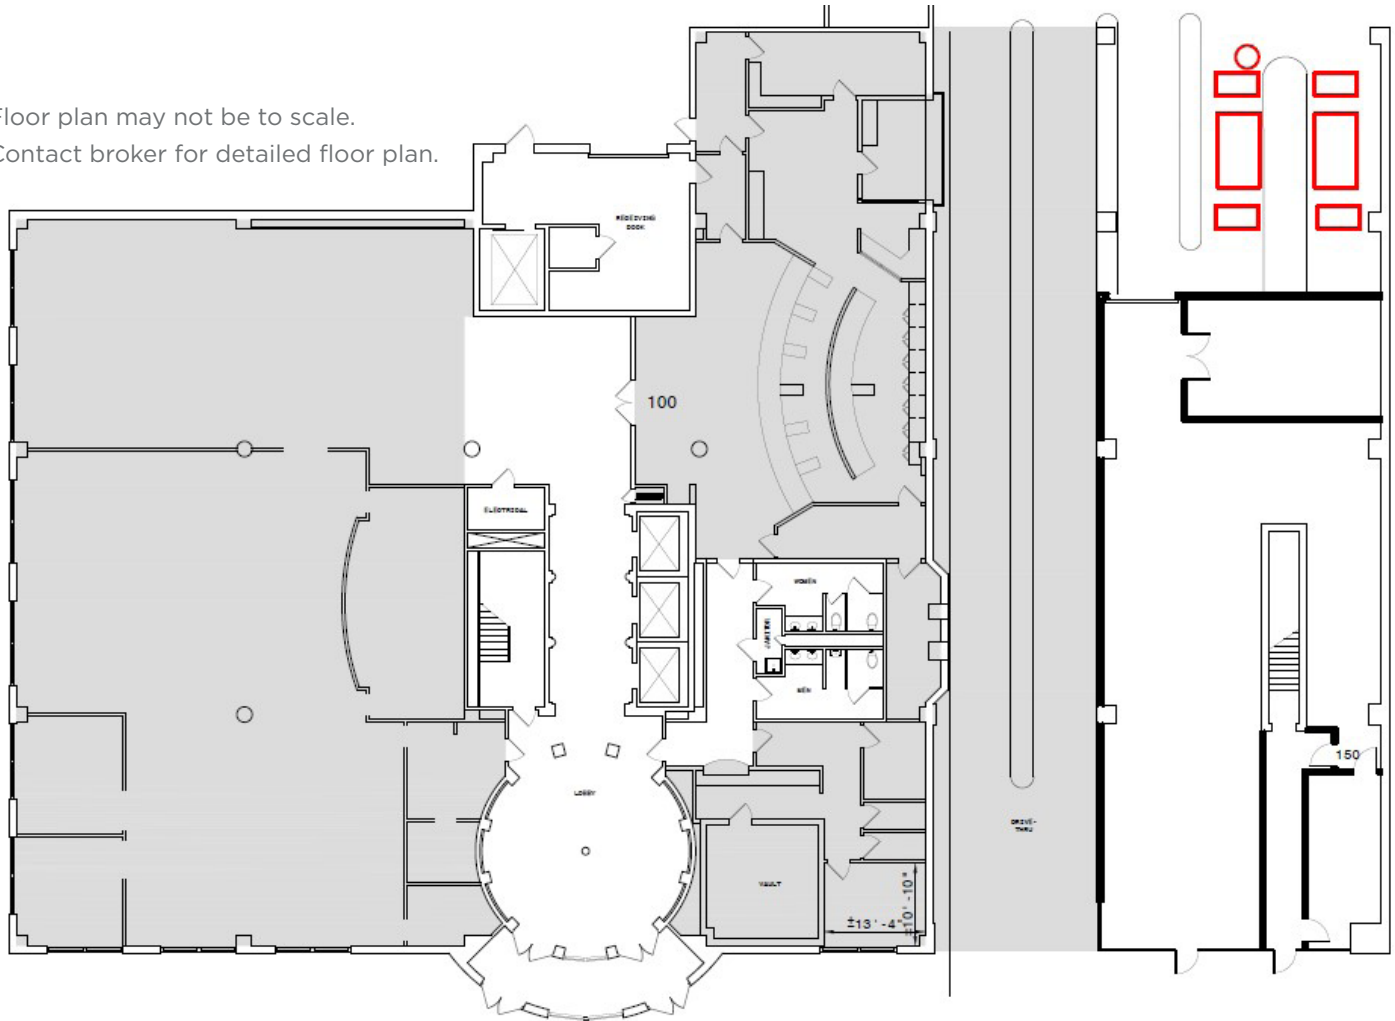 Floor plan may not be to scale.
Contact broker for detailed floor plan.
RECEIVING
DOCK
100
ELECTRICAL
WOMEN
JANITOR
MEN
150
LOBBY
DRIVE-
THRU
VAULT
±13'-4"
±10'-10"